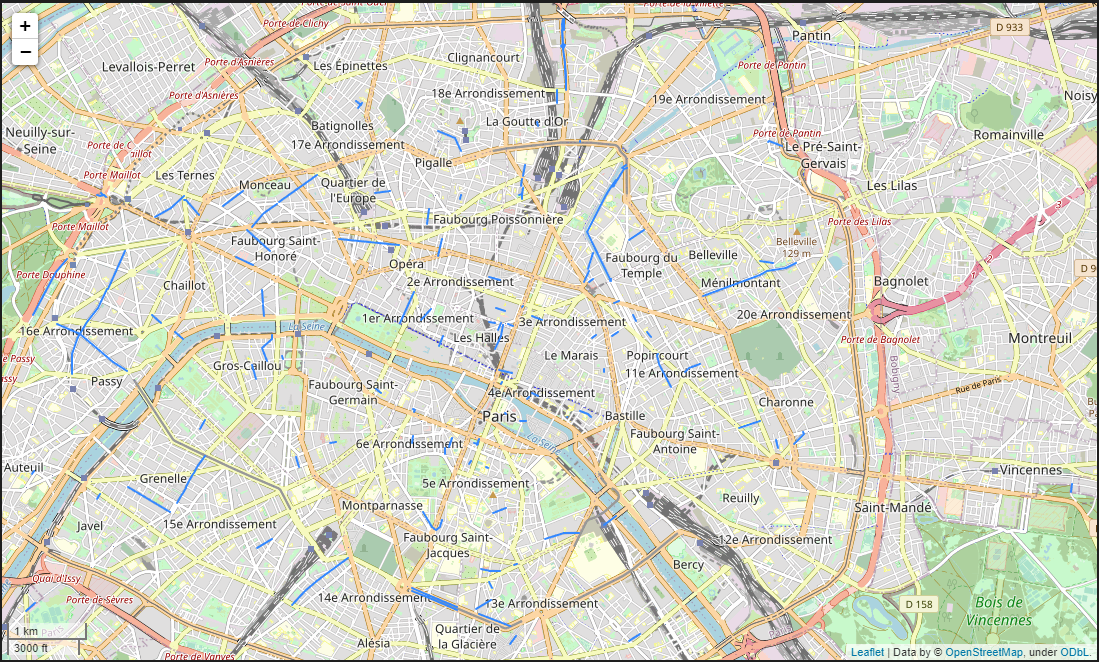 Porte de Clichy
+
−
Pantin
D 933
Levallois-Perret
Porte d'Asnières
Les Épinettes
Clignancourt
Porte de Pantin
Porte d'Asnières
18e Arrondissement
19e Arrondissement
Noisy
Neuilly-sur-
Seine
Batignolles
17e Arrondissement
La Goutte d'Or
Porte de Pantin
Romainville
Pigalle
Le Pré-Saint-
Gervais
Porte Maillot
Les Ternes
Monceau
Quartier de
l'Europe
Les Lilas
Porte Maillot
Faubourg Poissonnière
Porte des Lilas
3
Faubourg Saint-
Honoré
Belleville
129 m
Belleville
Porte Dauphine
Opéra
Faubourg du
Temple
2
D 9
Chaillot
2e Arrondissement
Ménilmontant
Bagnolet
1er Arrondissement
3e Arrondissement
20e Arrondissement
16e Arrondissement
La Seine
Les Halles
Porte de Bagnolet
Montreuil
e Passy
Gros-Caillou
Le Marais
Popincourt
11e Arrondissement
Bobigny
Passy
Faubourg Saint-
Germain
4e Arrondissement
Rue de Paris
Charonne
Paris
Bastille
6e Arrondissement
La Seine
Faubourg Saint-
Antoine
Auteuil
Grenelle
5e Arrondissement
Vincennes
Montparnasse
Reuilly
Saint-Mandé
Javel
15e Arrondissement
Faubourg Saint-
Jacques
12e Arrondissement
Bercy
Quai d'Issy
Porte de Sèvres
14e Arrondissement
13e Arrondissement
D 158
Bois de
Vincennes
1 km
3000 ft
Quartier de
la Glacière
Alésia
Porte de Vanves
Leaflet | Data by © OpenStreetMap, under ODbL.